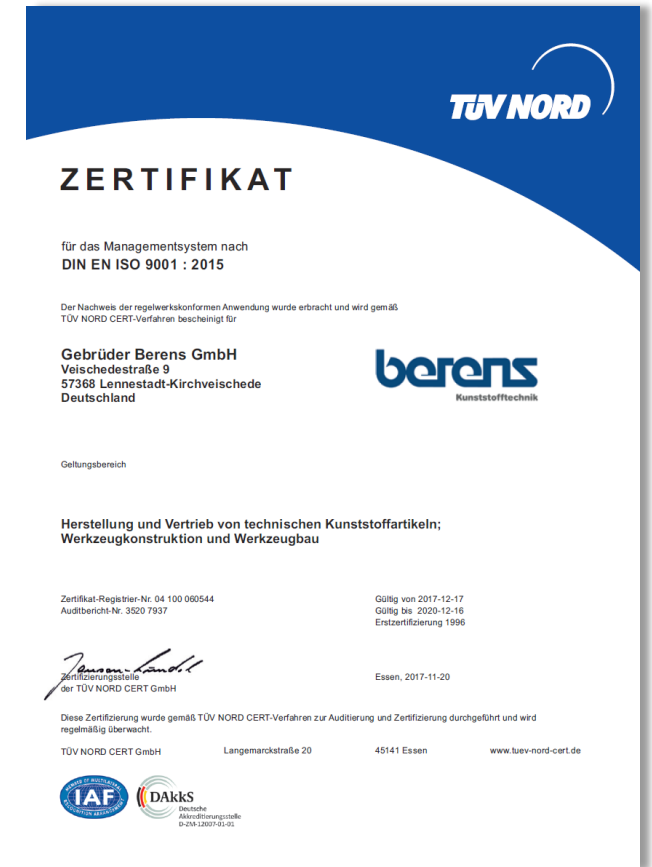 TÜV NORD
ZERTIFIKAT
für das Managementsystem nach
DIN EN ISO 9001 : 2015
Der Nachweis der regelwerkskonformen Anwendung wurde erbracht und wird gemäß
TÜV NORD CERT-Verfahren bescheinigt für
Gebrüder Berens GmbH
Veischedestraße 9
57368 Lennestadt-Kirchveischede
Deutschland
berens
Kunststofftechnik
Geltungsbereich
Herstellung und Vertrieb von technischen Kunststoffartikeln;
Werkzeugkonstruktion und Werkzeugbau
Zertifikat-Registrier-Nr. 04 100 060544
Auditbericht-Nr. 3520 7937
Gültig von 2017-12-17
Gültig bis 2020-12-16
Erstzertifizierung 1996
Zertifizierungsstelle
der TÜV NORD CERT GmbH
Essen, 2017-11-20
Diese Zertifizierung wurde gemäß TÜV NORD CERT-Verfahren zur Auditierung und Zertifizierung durchgeführt und wird
regelmäßig überwacht.
TÜV NORD CERT GmbH Langemarckstraße 20 45141 Essen www.tuev-nord-cert.de
MEMBER OF MULTILATERAL
IAF
RECOGNITION ARRANGEMENT
DAkkS
Deutsche
Akkreditierungsstelle
D-ZM-12007-01-01